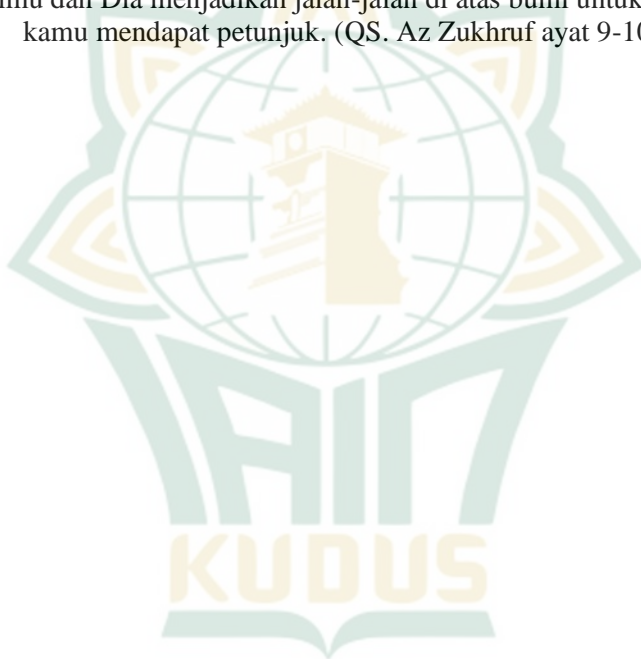 dan Dia menjadikan jalan-jalan di atas bumi untuk
kamu mendapat petunjuk. (QS. Az Zukhruf ayat 9-10
IAIN
KUDUS